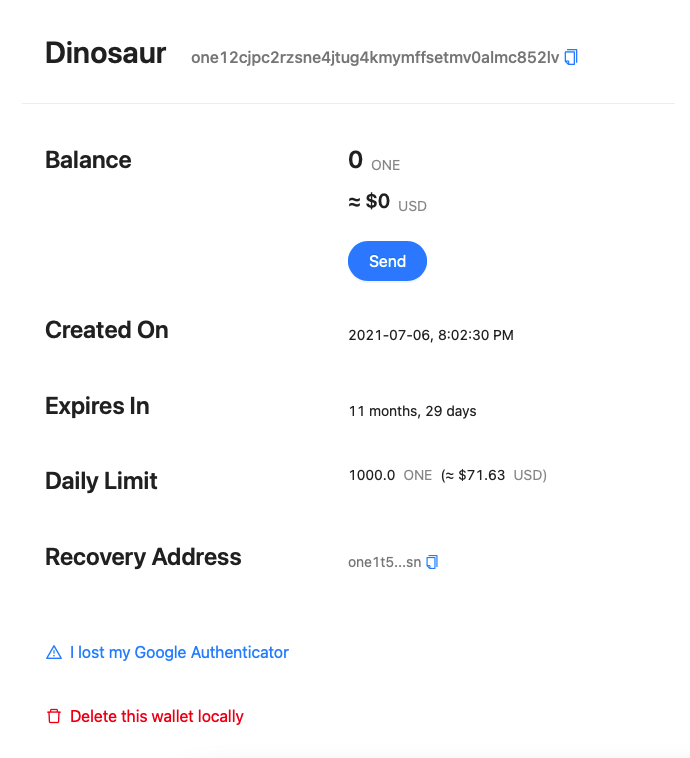 Dinosaur one12cjpc2rzsne4jtug4kmymffsetmv0almc852lv
Balance 0 ONE
≈ $0 USD
Send
Created On 2021-07-06, 8:02:30 PM
Expires In 11 months, 29 days
Daily Limit 1000.0 ONE (≈ $71.63 USD)
Recovery Address one1t5...sn
I lost my Google Authenticator
Delete this wallet locally